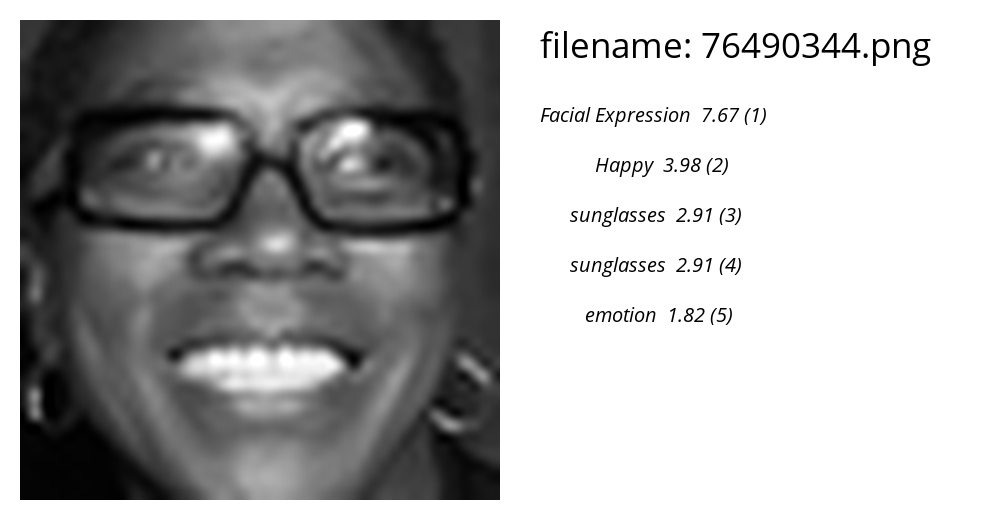 filename: 76490344.png
Facial Expression 7.67 (1)
Happy 3.98 (2)
sunglasses 2.91 (3)
sunglasses 2.91 (4)
emotion 1.82 (5)